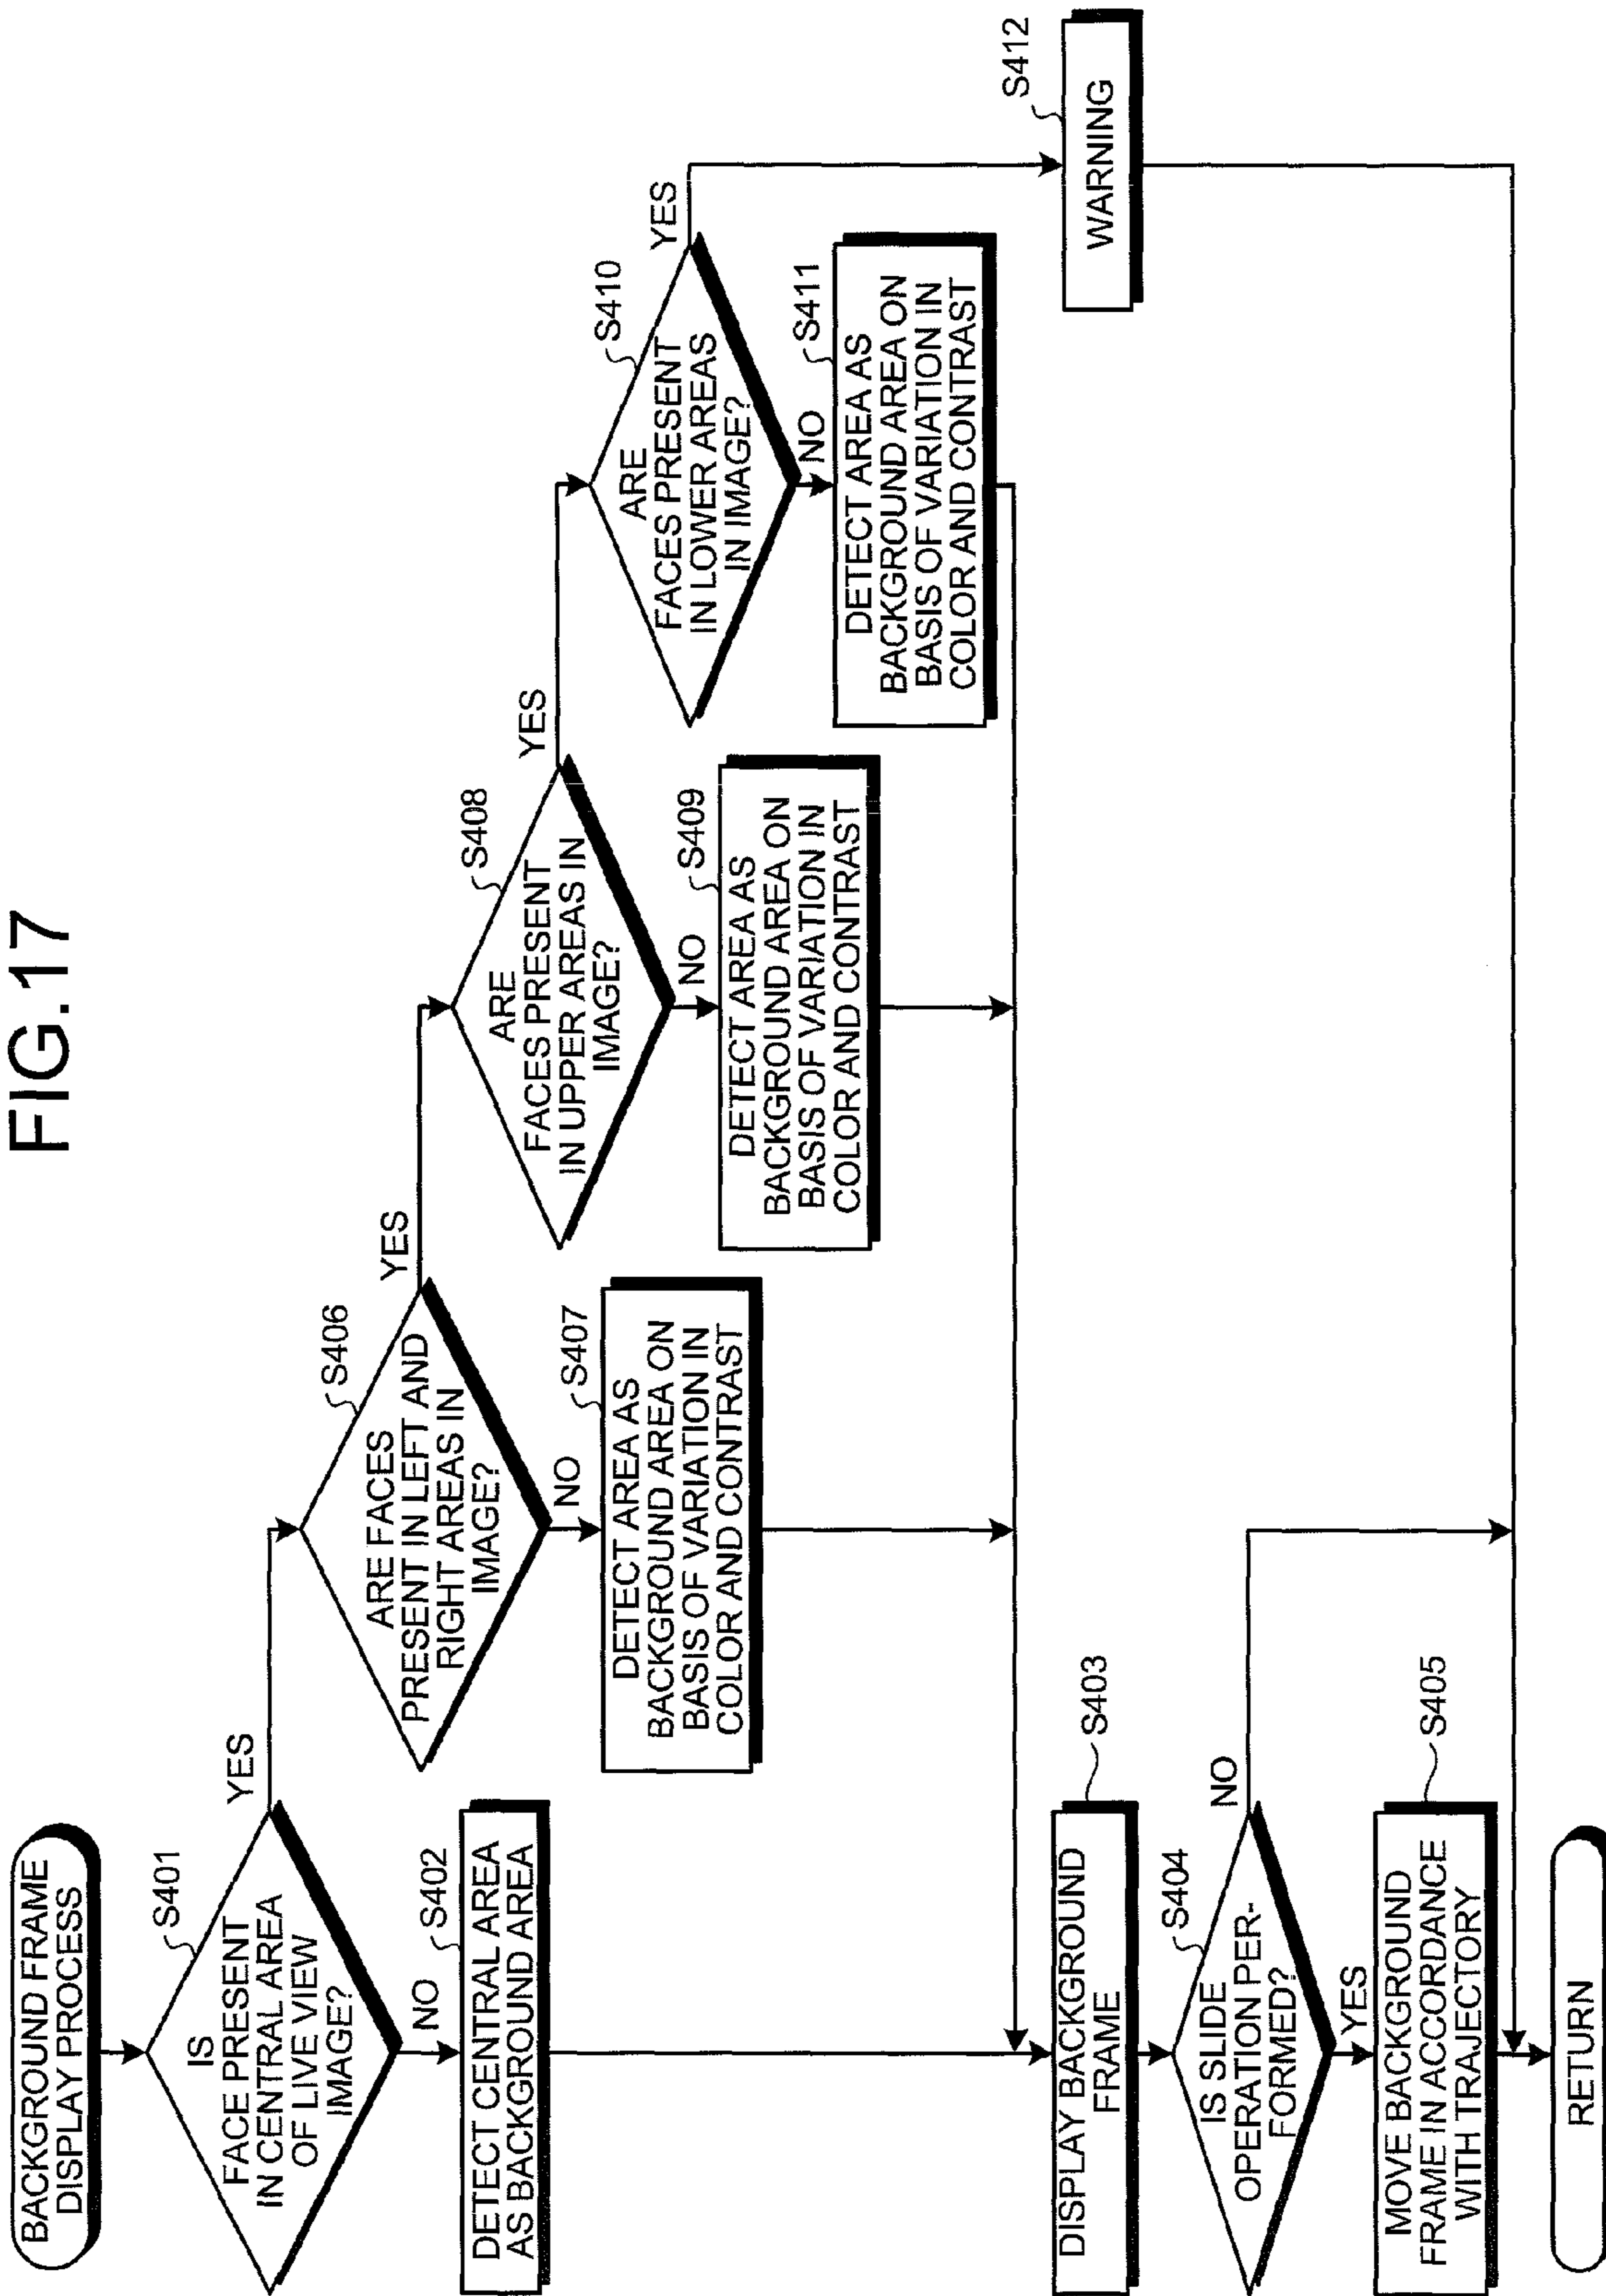 FIG.17
BACKGROUND FRAME
DISPLAY PROCESS
S401
IS
FACE PRESENT
IN CENTRAL AREA
OF LIVE VIEW
IMAGE?
YES
NO
S402
DETECT CENTRAL AREA
AS BACKGROUND AREA
S406
ARE FACES
PRESENT IN LEFT AND
RIGHT AREAS IN
IMAGE?
YES
NO
S407
DETECT AREA AS
BACKGROUND AREA ON
BASIS OF VARIATION IN
COLOR AND CONTRAST
S408
ARE
FACES PRESENT
IN UPPER AREAS IN
IMAGE?
YES
NO
S409
DETECT AREA AS
BACKGROUND AREA ON
BASIS OF VARIATION IN
COLOR AND CONTRAST
S410
ARE
FACES PRESENT
IN LOWER AREAS
IN IMAGE?
YES
NO
S411
DETECT AREA AS
BACKGROUND AREA ON
BASIS OF VARIATION IN
COLOR AND CONTRAST
S412
WARNING
S403
DISPLAY BACKGROUND
FRAME
S404
IS SLIDE
OPERATION PER-
FORMED?
NO
YES
S405
MOVE BACKGROUND
FRAME IN ACCORDANCE
WITH TRAJECTORY
RETURN